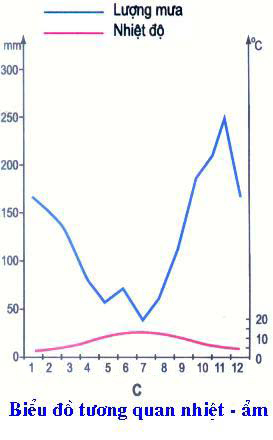 Lượng mưa
Nhiệt độ
mm
°C
300
250
200
150
100
50
0
20
10
0
1 2 3 4 5 6 7 8 9 10 11 12
C
Biểu đồ tương quan nhiệt - ẩm